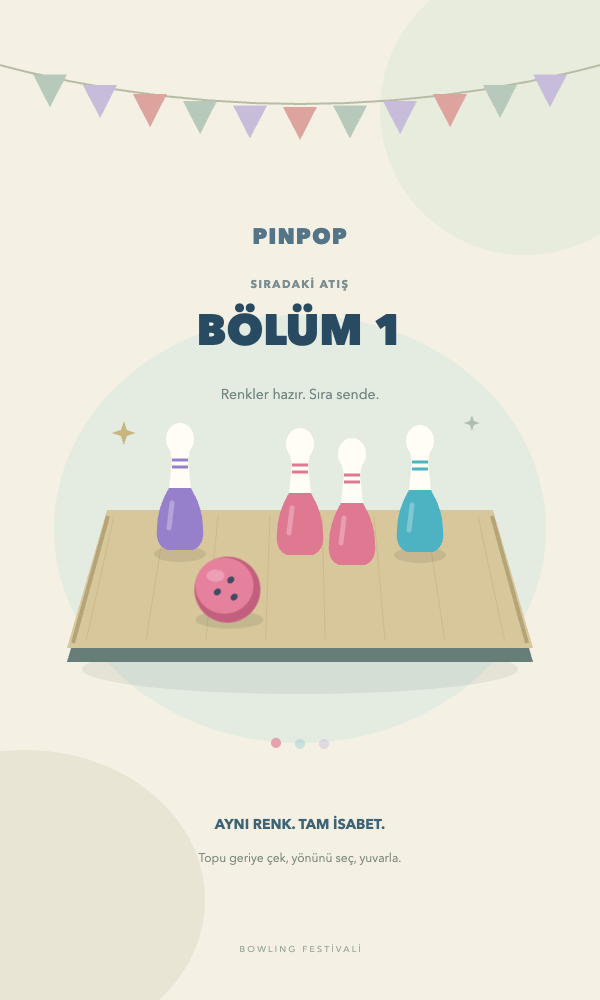 PINPOP
SIRADAKİ ATIŞ
BÖLÜM 1
Renkler hazır. Sıra sende.
AYNI RENK. TAM İSABET.
Topu geriye çek, yönünü seç, yuvarla.
BOWLING FESTİVALİ